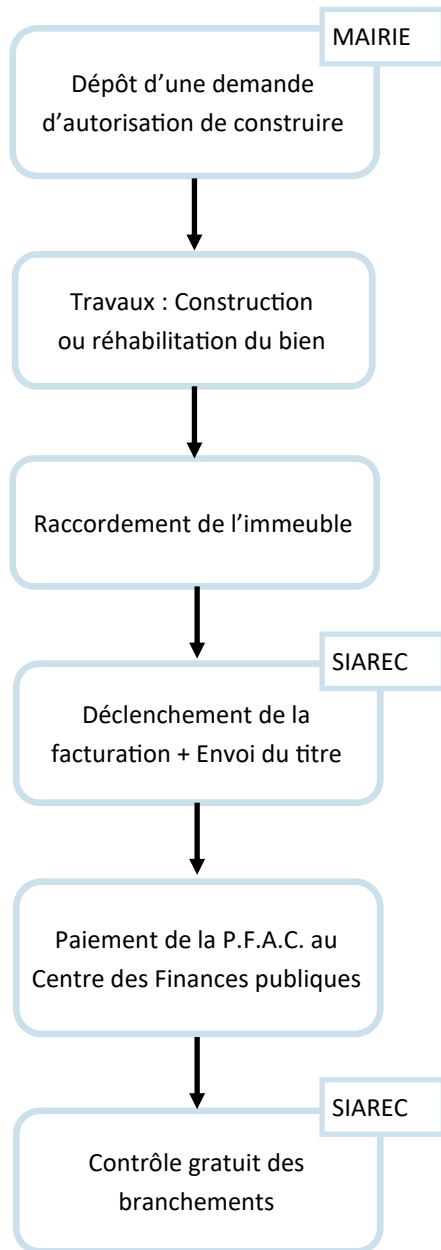 MAIRIE
Dépôt d’une demande
d’autorisation de construire
Travaux : Construction
ou réhabilitation du bien
Raccordement de l’immeuble
SIAREC
Déclenchement de la
facturation + Envoi du titre
Paiement de la P.F.A.C. au
Centre des Finances publiques
SIAREC
Contrôle gratuit des
branchements